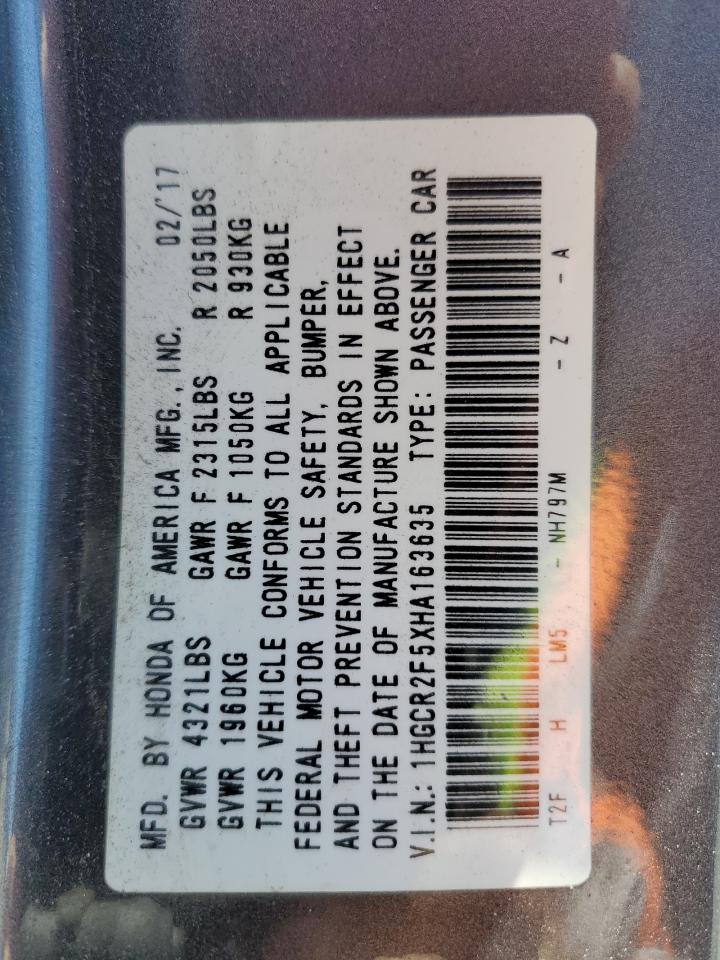 MFD. BY HONDA OF AMERICA MFG., INC. 02/'17
GVWR 4321LBS GAWR F 2315LBS R 2050LBS
GVWR 1960KG GAWR F 1050KG R 930KG
THIS VEHICLE CONFORMS TO ALL APPLICABLE
FEDERAL MOTOR VEHICLE SAFETY, BUMPER,
AND THEFT PREVENTION STANDARDS IN EFFECT
ON THE DATE OF MANUFACTURE SHOWN ABOVE.
V.I.N.: 1HGCR2F5XHA163635 TYPE: PASSENGER CAR
T2F H LM5 - NH797M - Z - A